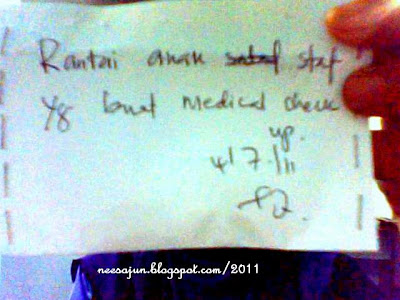 Rantai anak staf
yg buat medical check
up.
4/7/11
neesajun.blogspot.com/2011